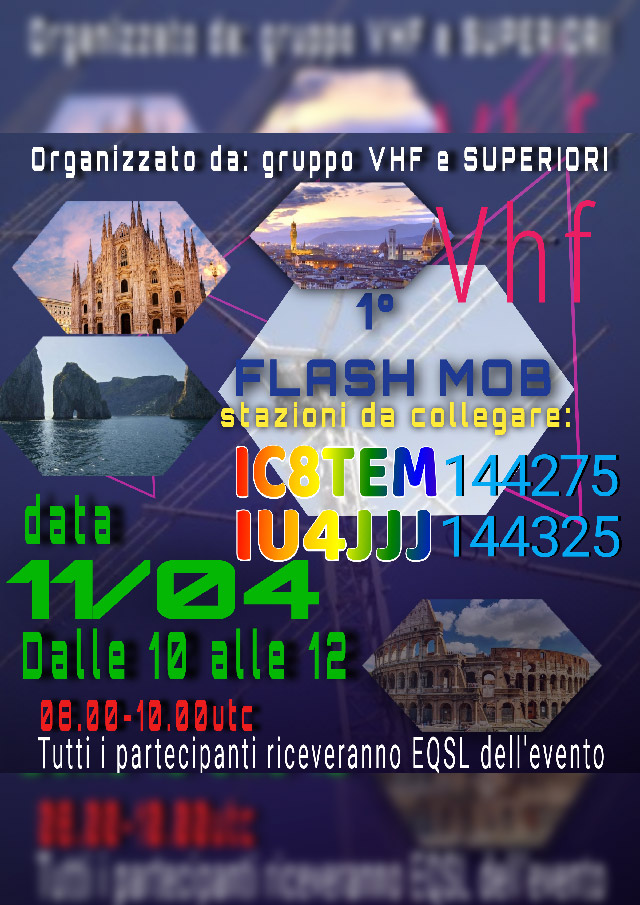 Organizzato da: gruppo VHF e SUPERIORI
Vhf
1º
FLASH MOB
stazioni da collegare:
IC8TEM 144275
IU4JJJ 144325
data
11/04
Dalle 10 alle 12
08.00-10.00utc
Tutti i partecipanti riceveranno EQSL dell'evento